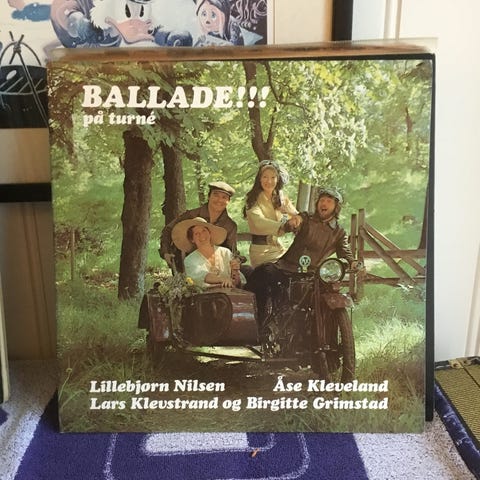 BALLADE!!!
på turné
Lillebjørn Nilsen Åse Kleveland
Lars Klevstrand og Birgitte Grimstad